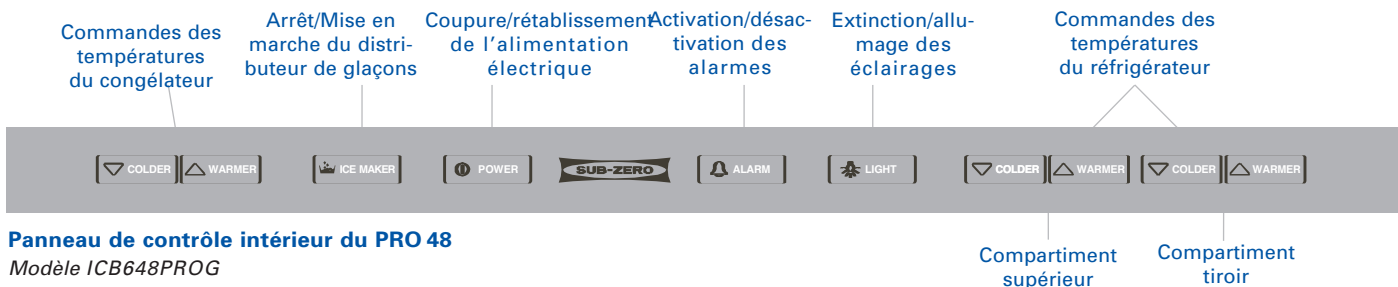 Commandes des
températures
du congélateur
Arrêt/Mise en
marche du distri-
buteur de glaçons
Coupure/rétablissement
de l'alimentation
électrique
Activation/désac-
tivation des
alarmes
Extinction/allu-
mage des
éclairages
Commandes des
températures
du réfrigérateur
COLDER WARMER ICE MAKER POWER SUB-ZERO ALARM LIGHT COLDER WARMER COLDER WARMER
Panneau de contrôle intérieur du PRO 48
Modèle ICB648PROG
Compartiment
supérieur
Compartiment
tiroir